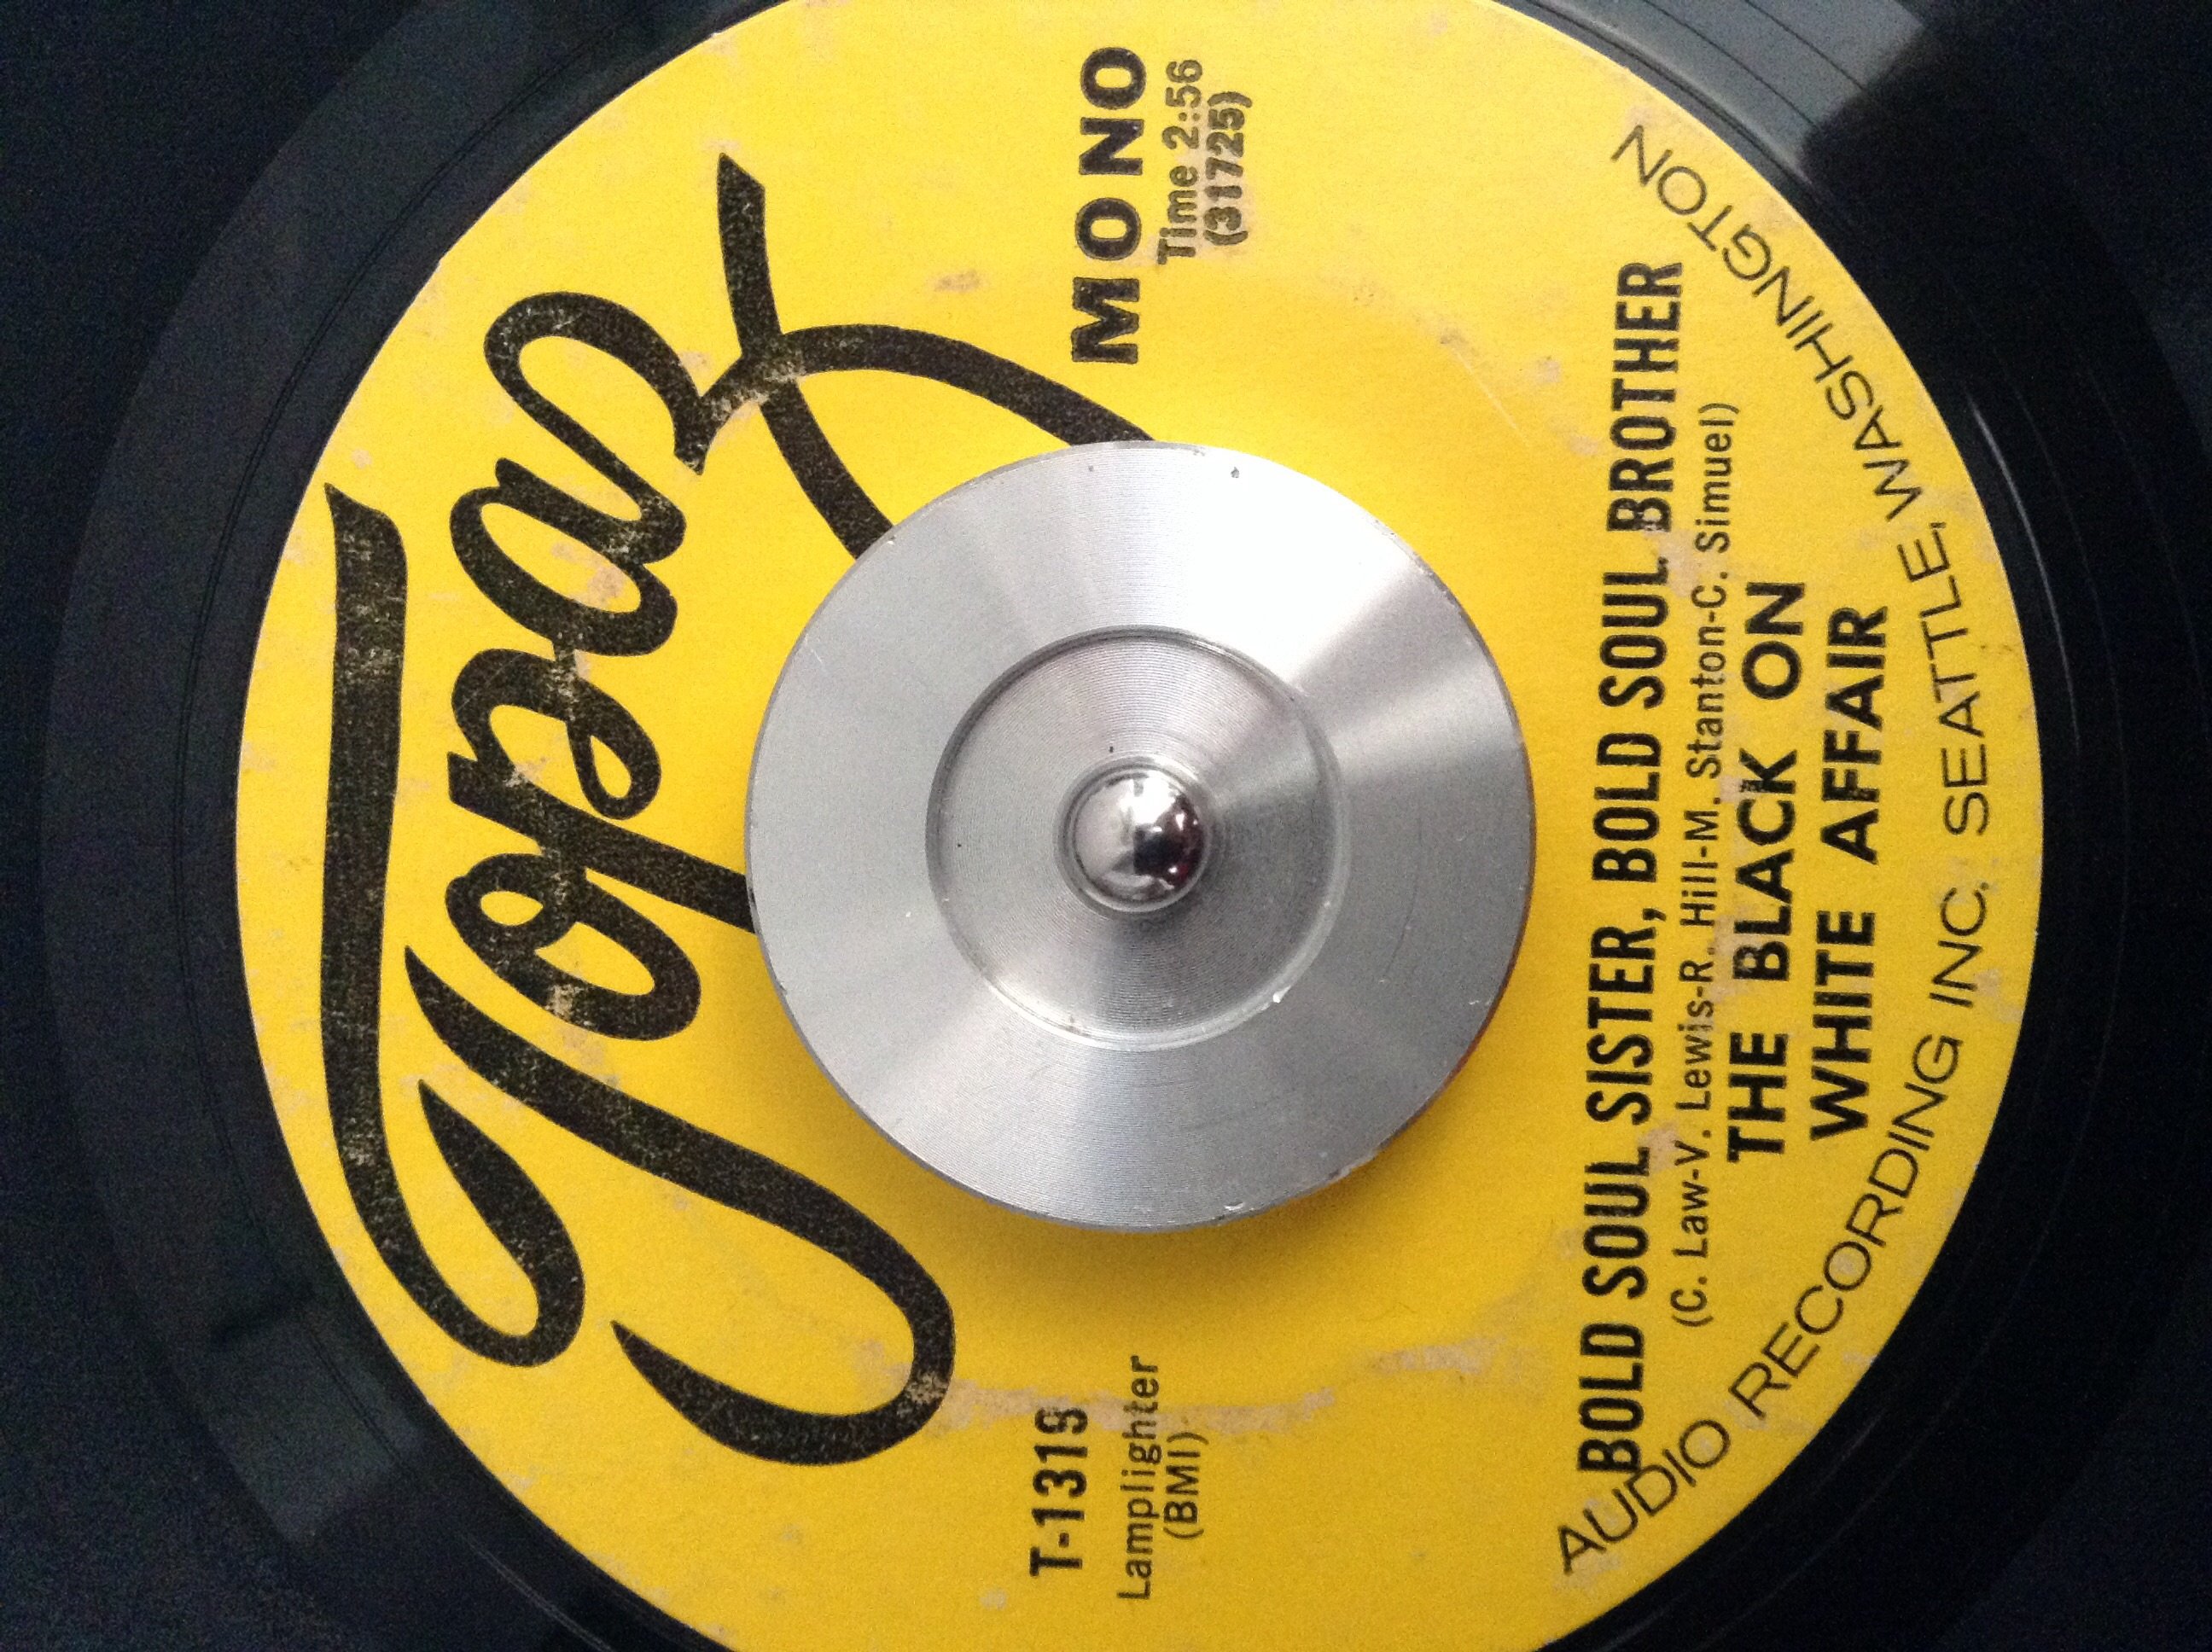 Topaz
MONO
Time 2:56
(31725)
T-1319
Lamplighter
(BMI)
BOLD SOUL SISTER, BOLD SOUL BROTHER
(C. Law-V. Lewis-R. Hill-M. Stanton-C. Simuel)
THE BLACK ON
WHITE AFFAIR
AUDIO RECORDING INC. SEATTLE, WASHINGTON